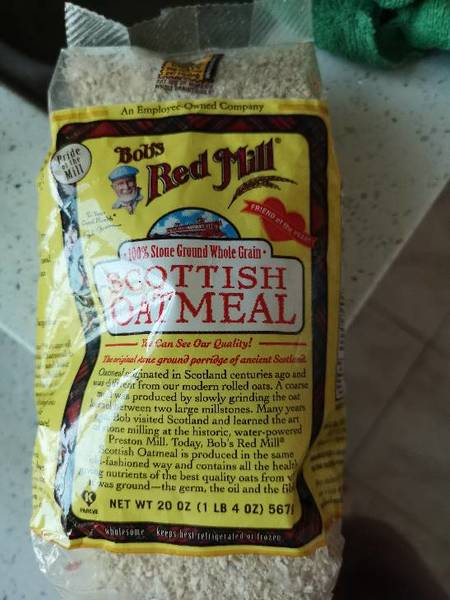 An Employee-Owned Company
Pride
of the
Mill
Bob's
Red Mill
FRIEND of the HEART
100% Stone Ground Whole Grain
SCOTTISH
OATMEAL
You Can See Our Quality!
The original stone ground porridge of ancient Scotland
Oatmeal originated in Scotland centuries ago and
was different from our modern rolled oats. A coarse
was produced by slowly grinding the oat
between two large millstones. Many years
Bob visited Scotland and learned the art
stone milling at the historic, water-powered
Preston Mill. Today, Bob's Red Mill®
Scottish Oatmeal is produced in the same
-fashioned way and contains all the health
nutrients of the best quality oats from
was ground—the germ, the oil and the
K
PAREVE
NET WT 20 OZ (1 LB 4 OZ) 567
wholesome keeps best refrigerated or frozen